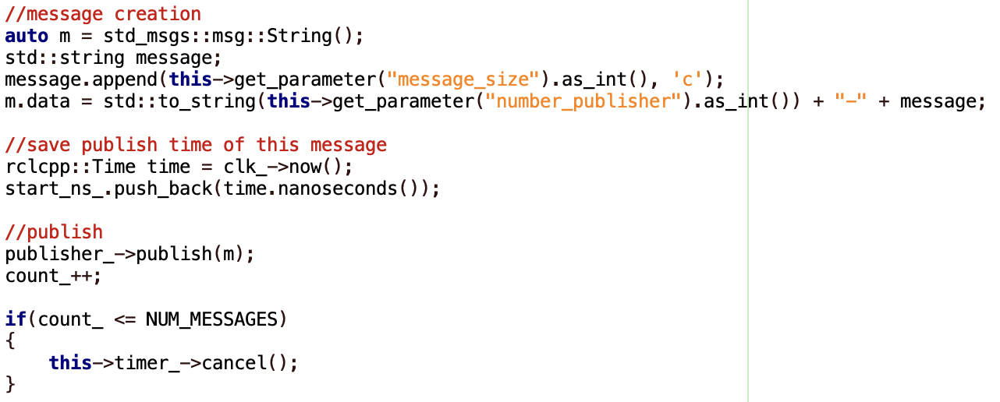 //message creation
auto m = std_msgs::msg::String();
std::string message;
message.append(this->get_parameter("message_size").as_int(), 'c');
m.data = std::to_string(this->get_parameter("number_publisher").as_int()) + "-" + message;

//save publish time of this message
rclcpp::Time time = clk_->now();
start_ns_.push_back(time.nanoseconds());

//publish
publisher_->publish(m);
count_++;

if(count_ <= NUM_MESSAGES)
{
    this->timer_->cancel();
}